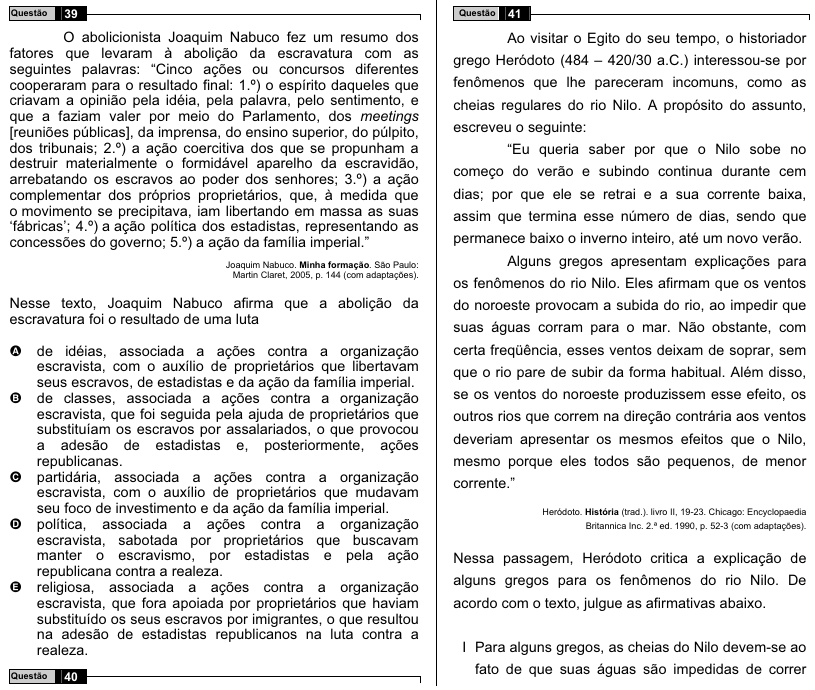 Questão 39
O abolicionista Joaquim Nabuco fez um resumo dos
fatores que levaram à abolição da escravatura com as
seguintes palavras: “Cinco ações ou concursos diferentes
cooperaram para o resultado final: 1.º) o espírito daqueles que
criavam a opinião pela idéia, pela palavra, pelo sentimento, e
que a faziam valer por meio do Parlamento, dos meetings
[reuniões públicas], da imprensa, do ensino superior, do púlpito,
dos tribunais; 2.º) a ação coercitiva dos que se propunham a
destruir materialmente o formidável aparelho da escravidão,
arrebatando os escravos ao poder dos senhores; 3.º) a ação
complementar dos próprios proprietários, que, à medida que
o movimento se precipitava, iam libertando em massa as suas
‘fábricas’; 4.º) a ação política dos estadistas, representando as
concessões do governo; 5.º) a ação da família imperial.”
Joaquim Nabuco. Minha formação. São Paulo:
Martin Claret, 2005, p. 144 (com adaptações).
Nesse texto, Joaquim Nabuco afirma que a abolição da
escravatura foi o resultado de uma luta
A de idéias, associada a ações contra a organização
escravista, com o auxílio de proprietários que libertavam
seus escravos, de estadistas e da ação da família imperial.
B de classes, associada a ações contra a organização
escravista, que foi seguida pela ajuda de proprietários que
substituíam os escravos por assalariados, o que provocou
a adesão de estadistas e, posteriormente, ações
republicanas.
C partidária, associada a ações contra a organização
escravista, com o auxílio de proprietários que mudavam
seu foco de investimento e da ação da família imperial.
D política, associada a ações contra a organização
escravista, sabotada por proprietários que buscavam
manter o escravismo, por estadistas e pela ação
republicana contra a realeza.
E religiosa, associada a ações contra a organização
escravista, que fora apoiada por proprietários que haviam
substituído os seus escravos por imigrantes, o que resultou
na adesão de estadistas republicanos na luta contra a
realeza.
Questão 40
Questão 41
Ao visitar o Egito do seu tempo, o historiador
grego Heródoto (484 – 420/30 a.C.) interessou-se por
fenômenos que lhe pareceram incomuns, como as
cheias regulares do rio Nilo. A propósito do assunto,
escreveu o seguinte:
“Eu queria saber por que o Nilo sobe no
começo do verão e subindo continua durante cem
dias; por que ele se retrai e a sua corrente baixa,
assim que termina esse número de dias, sendo que
permanece baixo o inverno inteiro, até um novo verão.
Alguns gregos apresentam explicações para
os fenômenos do rio Nilo. Eles afirmam que os ventos
do noroeste provocam a subida do rio, ao impedir que
suas águas corram para o mar. Não obstante, com
certa freqüência, esses ventos deixam de soprar, sem
que o rio pare de subir da forma habitual. Além disso,
se os ventos do noroeste produzissem esse efeito, os
outros rios que correm na direção contrária aos ventos
deveriam apresentar os mesmos efeitos que o Nilo,
mesmo porque eles todos são pequenos, de menor
corrente.”
Heródoto. História (trad.). livro II, 19-23. Chicago: Encyclopaedia
Britannica Inc. 2.ª ed. 1990, p. 52-3 (com adaptações).
Nessa passagem, Heródoto critica a explicação de
alguns gregos para os fenômenos do rio Nilo. De
acordo com o texto, julgue as afirmativas abaixo.
I Para alguns gregos, as cheias do Nilo devem-se ao
fato de que suas águas são impedidas de correr